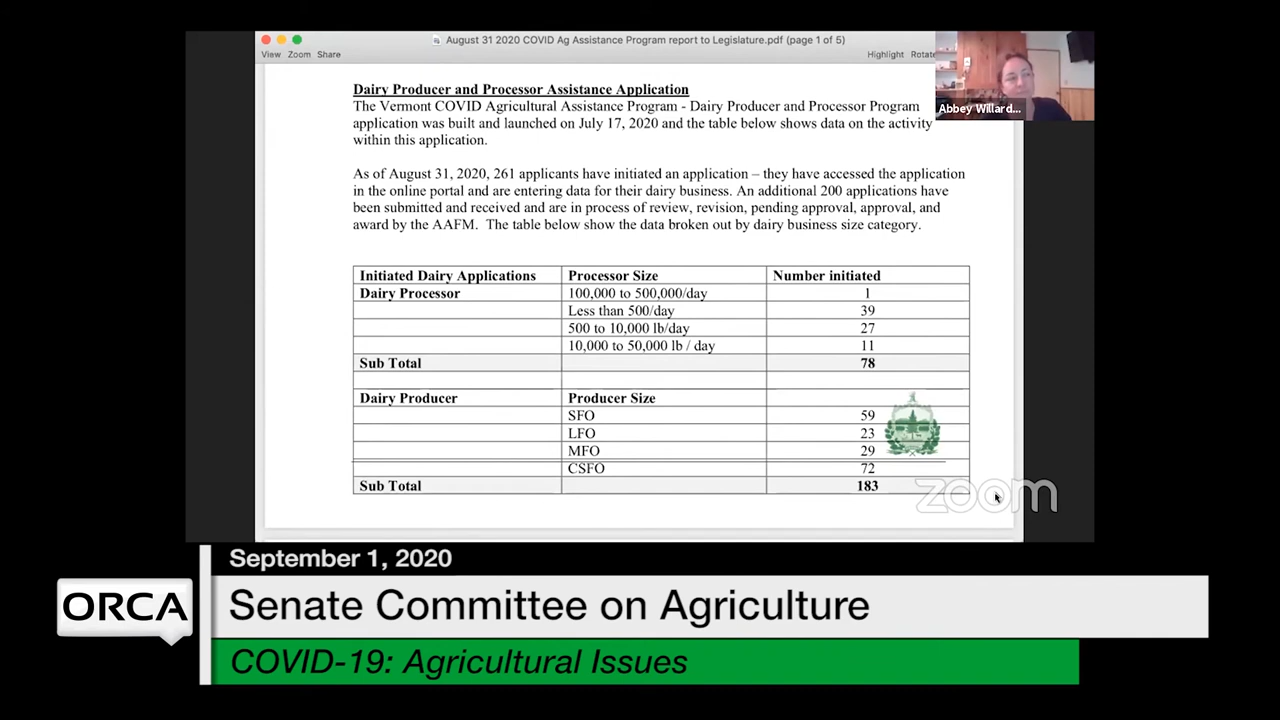 August 31 2020 COVID Ag Assistance Program report to Legislature.pdf (page 1 of 5)
View Zoom Share Highlight Rotate
Abbey Willard...
Dairy Producer and Processor Assistance Application
The Vermont COVID Agricultural Assistance Program - Dairy Producer and Processor Program
application was built and launched on July 17, 2020 and the table below shows data on the activity
within this application.
As of August 31, 2020, 261 applicants have initiated an application – they have accessed the application
in the online portal and are entering data for their dairy business. An additional 200 applications have
been submitted and received and are in process of review, revision, pending approval, approval, and
award by the AAFM. The table below show the data broken out by dairy business size category.
Initiated Dairy Applications Processor Size Number initiated
Dairy Processor 100,000 to 500,000/day 1
Less than 500/day 39
500 to 10,000 lb/day 27
10,000 to 50,000 lb / day 11
Sub Total 78
Dairy Producer Producer Size
SFO 59
LFO 23
MFO 29
CSFO 72
Sub Total 183
zoom
September 1, 2020
ORCA
Senate Committee on Agriculture
COVID-19: Agricultural Issues